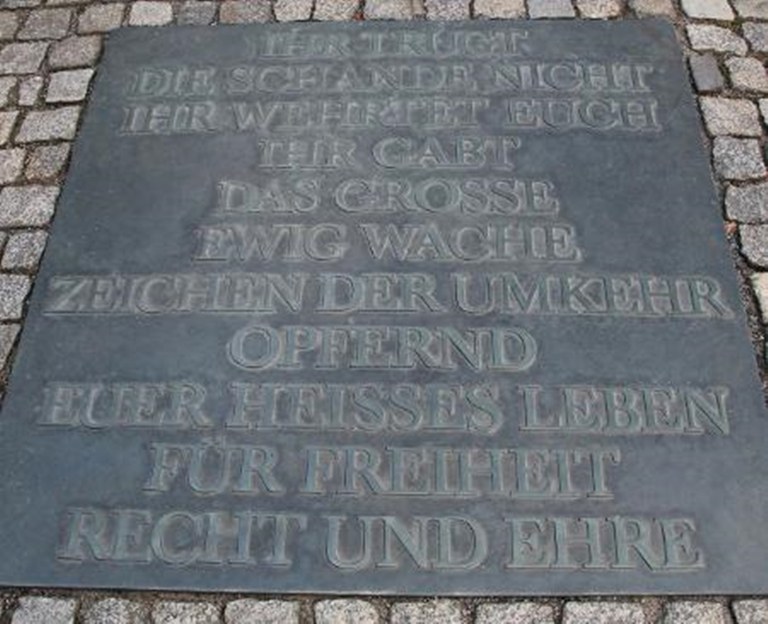 IHR TRUGT
DIE SCHANDE NICHT
IHR WEHRTET EUCH
IHR GABT
DAS GROSSE
EWIG WACHE
ZEICHEN DER UMKEHR
OPFERND
EUER HEISSES LEBEN
FÜR FREIHEIT
RECHT UND EHRE